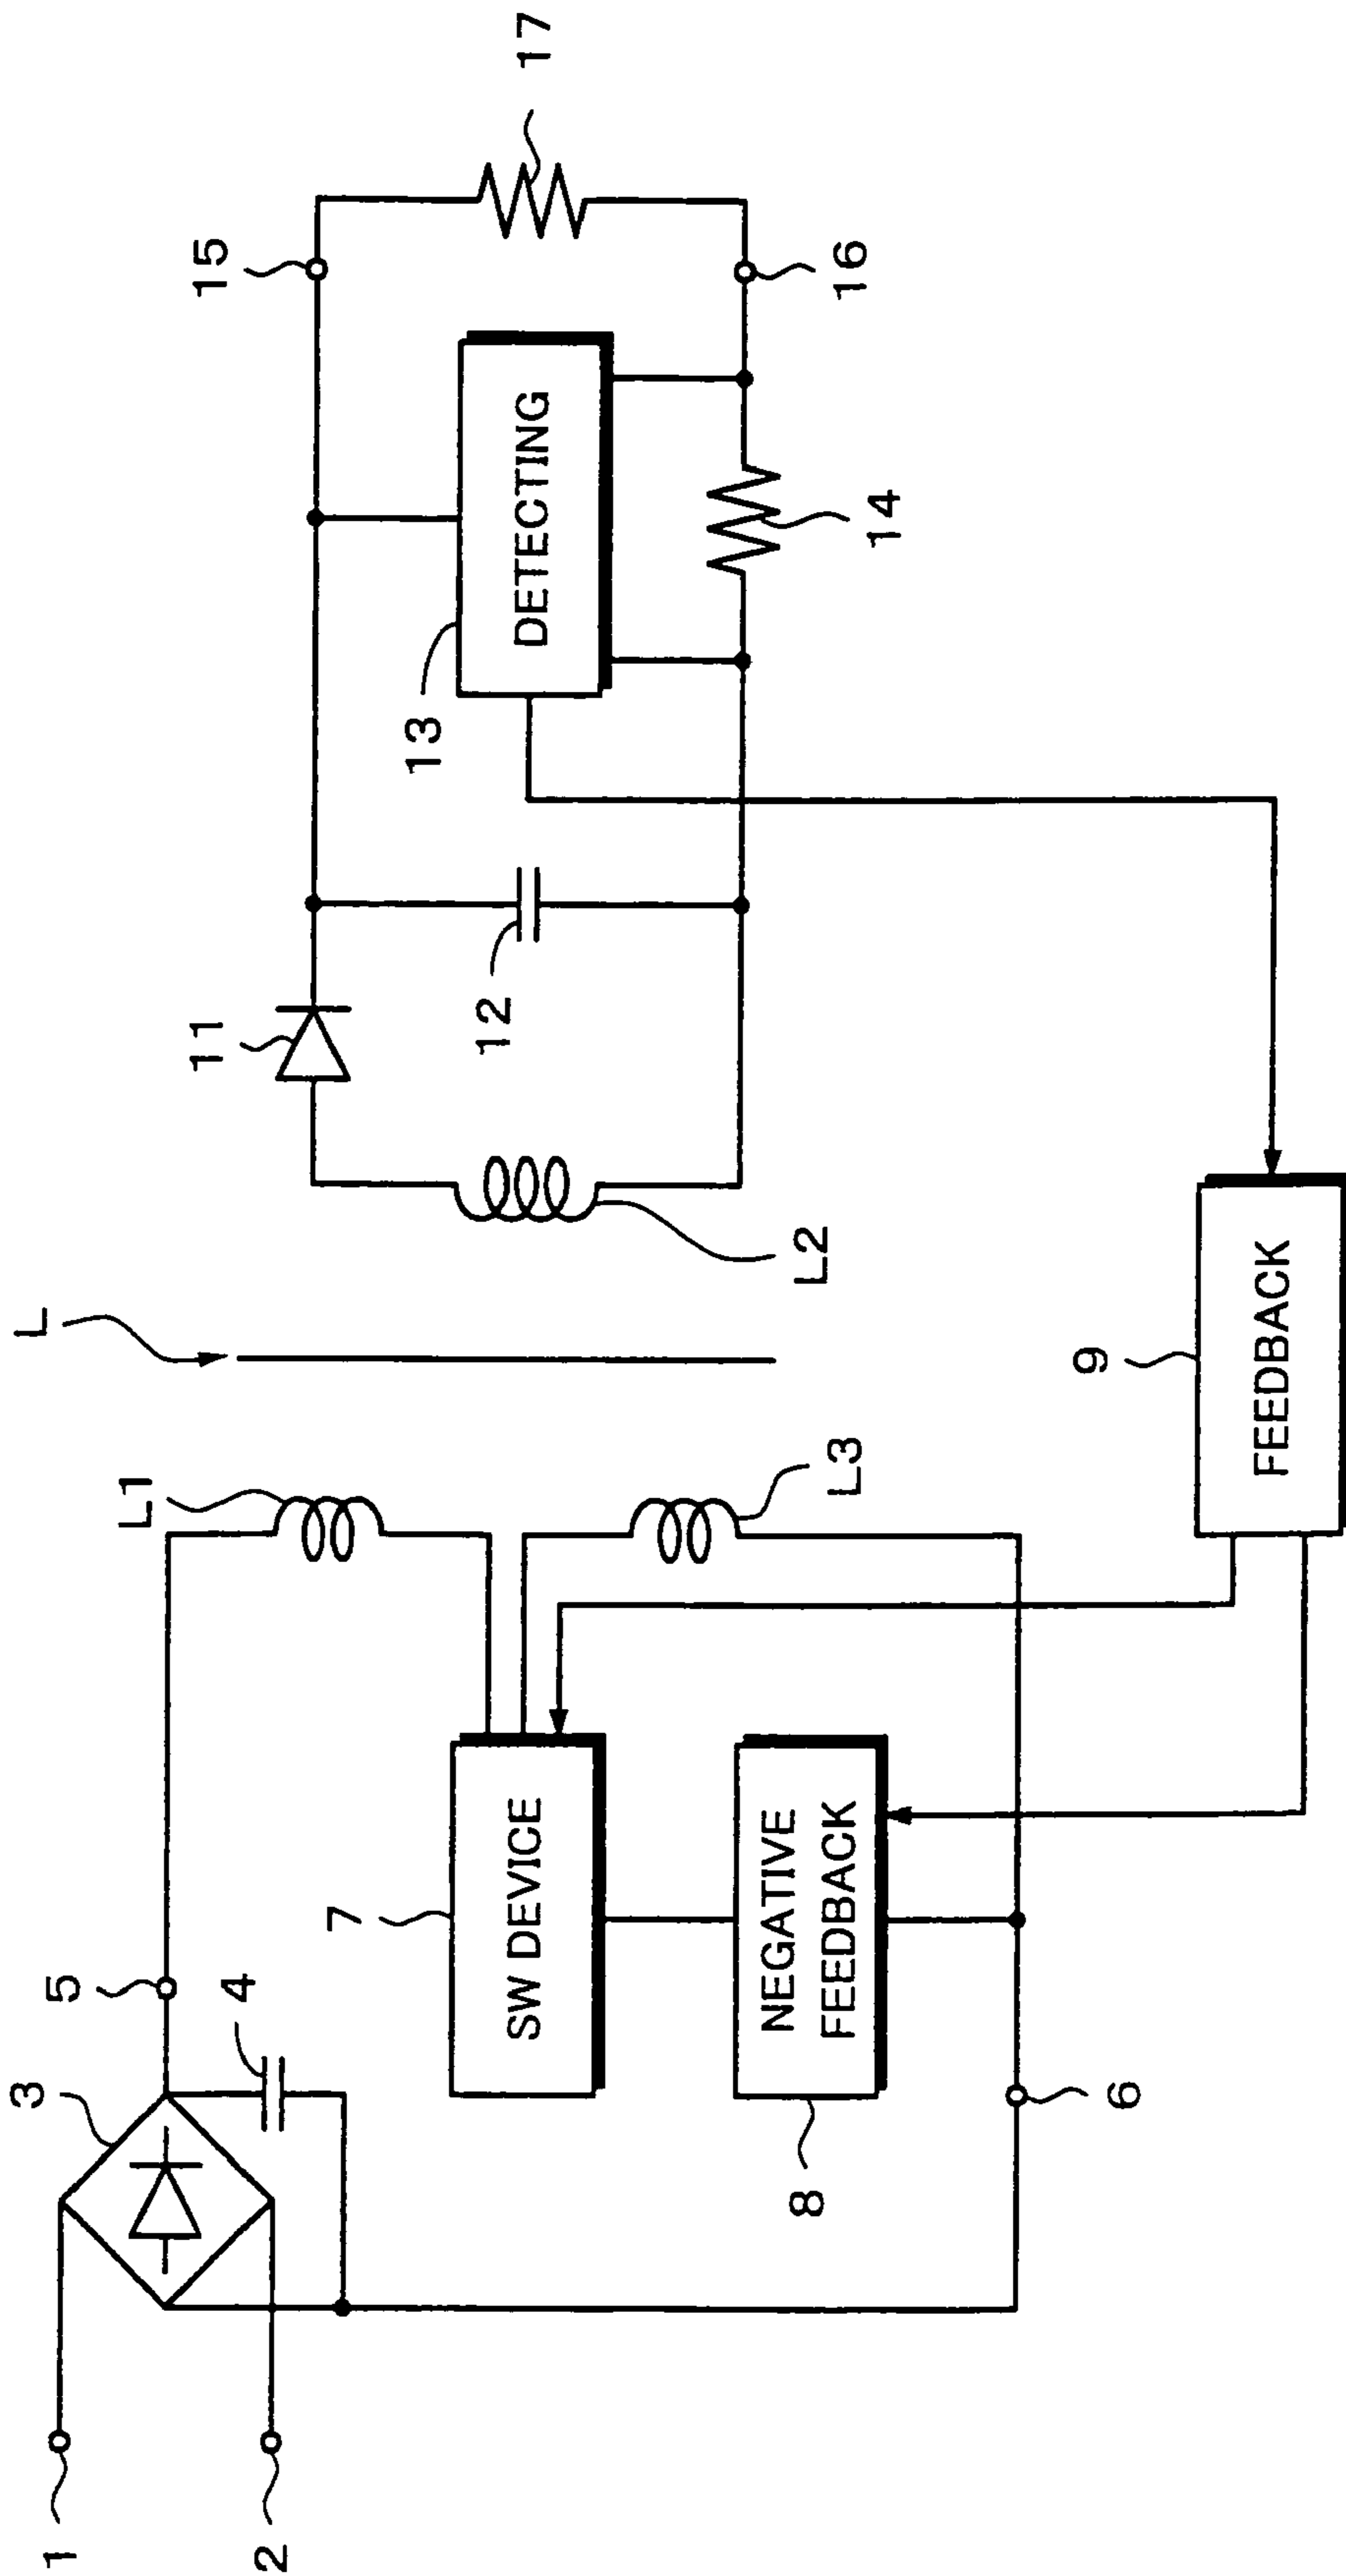 1
2
3
4
5
6
7
SW DEVICE
8
NEGATIVE
FEEDBACK
L1
L3
L
L2
9
FEEDBACK
11
12
13
DETECTING
14
15
16
17